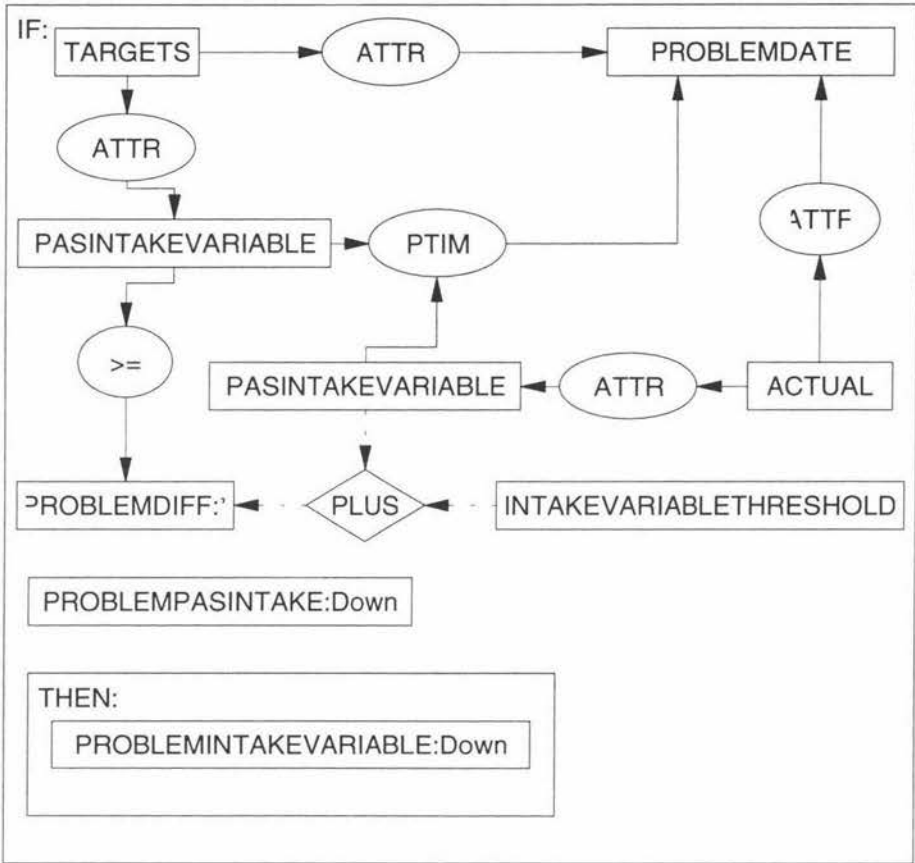 IF:
TARGETS
ATTR
PROBLEMDATE
ATTR
PASINTAKEVARIABLE
PTIM
>=
PASINTAKEVARIABLE
ATTR
ACTUAL
PLUS
INTAKEVARIABLETHRESHOLD
PROBLEMPASINTAKE:Down
THEN:
PROBLEMINTAKEVARIABLE:Down